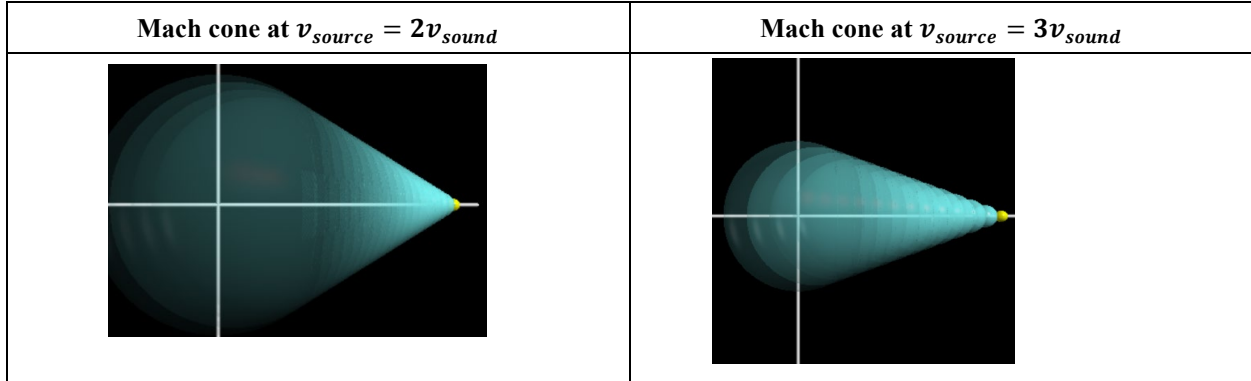 Mach cone at v_source = 2v_sound
Mach cone at v_source = 3v_sound